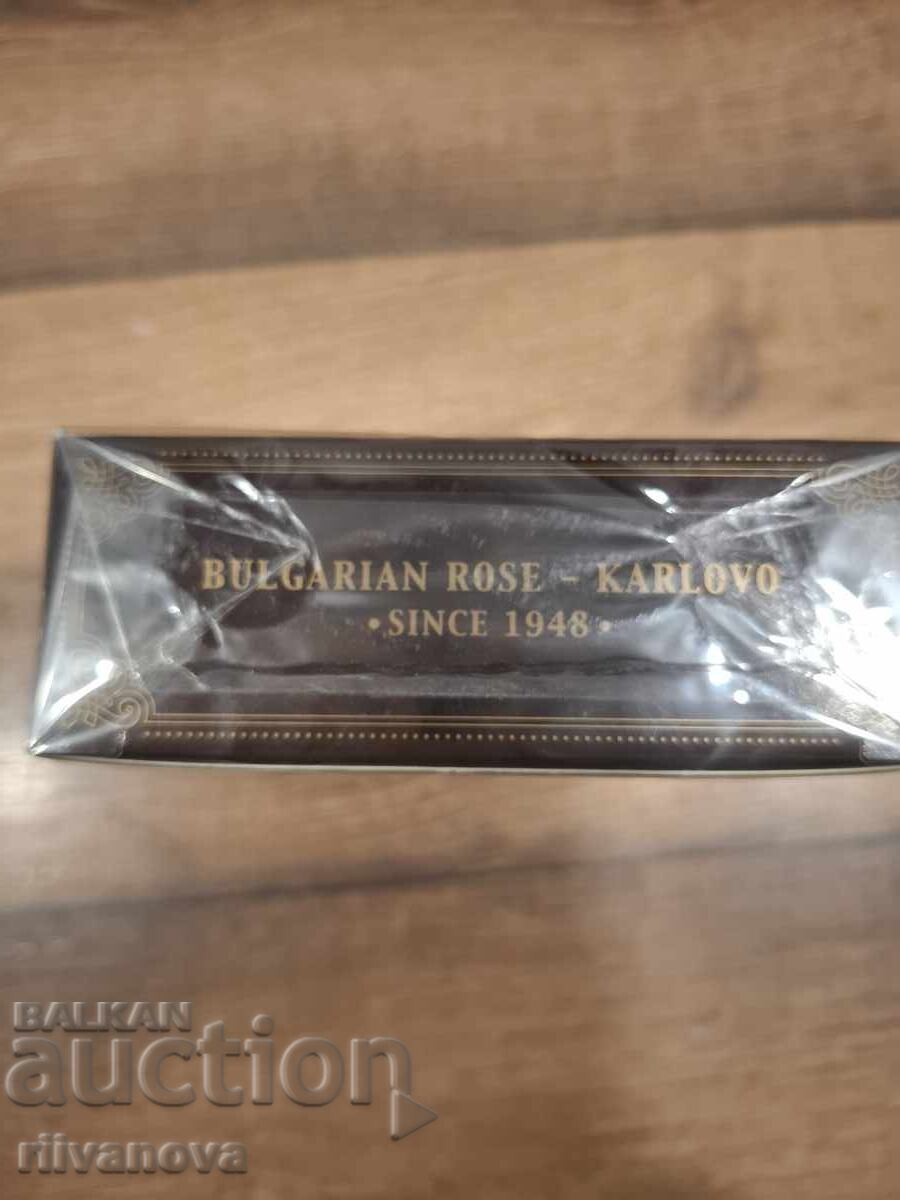 BULGARIAN ROSE - KARLOVO
• SINCE 1948 •
BALKAN
auction
riivanova